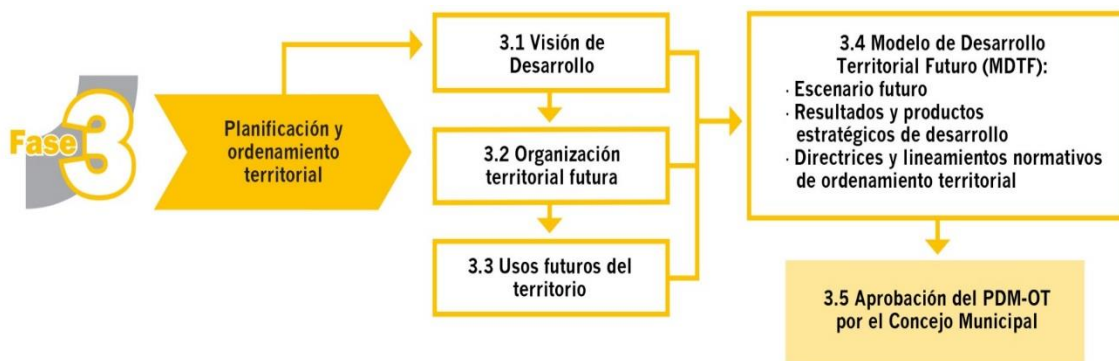 Fase 3
Planificación y
ordenamiento
territorial
3.1 Visión de
Desarrollo
3.2 Organización
territorial futura
3.3 Usos futuros del
territorio
3.4 Modelo de Desarrollo
Territorial Futuro (MDTF):
· Escenario futuro
· Resultados y productos
estratégicos de desarrollo
· Directrices y lineamientos normativos
de ordenamiento territorial
3.5 Aprobación del PDM-OT
por el Concejo Municipal